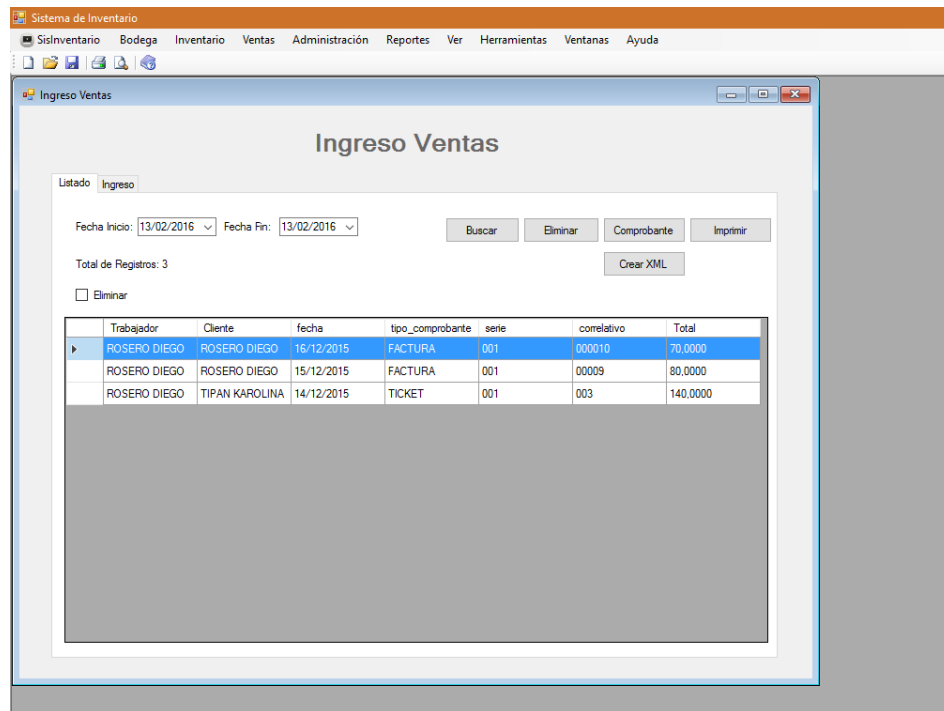 Sistema de Inventario
SisInventario Bodega Inventario Ventas Administración Reportes Ver Herramientas Ventanas Ayuda
Ingreso Ventas
Ingreso Ventas
Listado Ingreso
Fecha Inicio: 13/02/2016 Fecha Fin: 13/02/2016 Buscar Eliminar Comprobante Imprimir
Total de Registros: 3 Crear XML
Eliminar
Trabajador Cliente fecha tipo_comprobante serie correlativo Total
ROSERO DIEGO ROSERO DIEGO 16/12/2015 FACTURA 001 000010 70,0000
ROSERO DIEGO ROSERO DIEGO 15/12/2015 FACTURA 001 00009 80,0000
ROSERO DIEGO TIPAN KAROLINA 14/12/2015 TICKET 001 003 140,0000